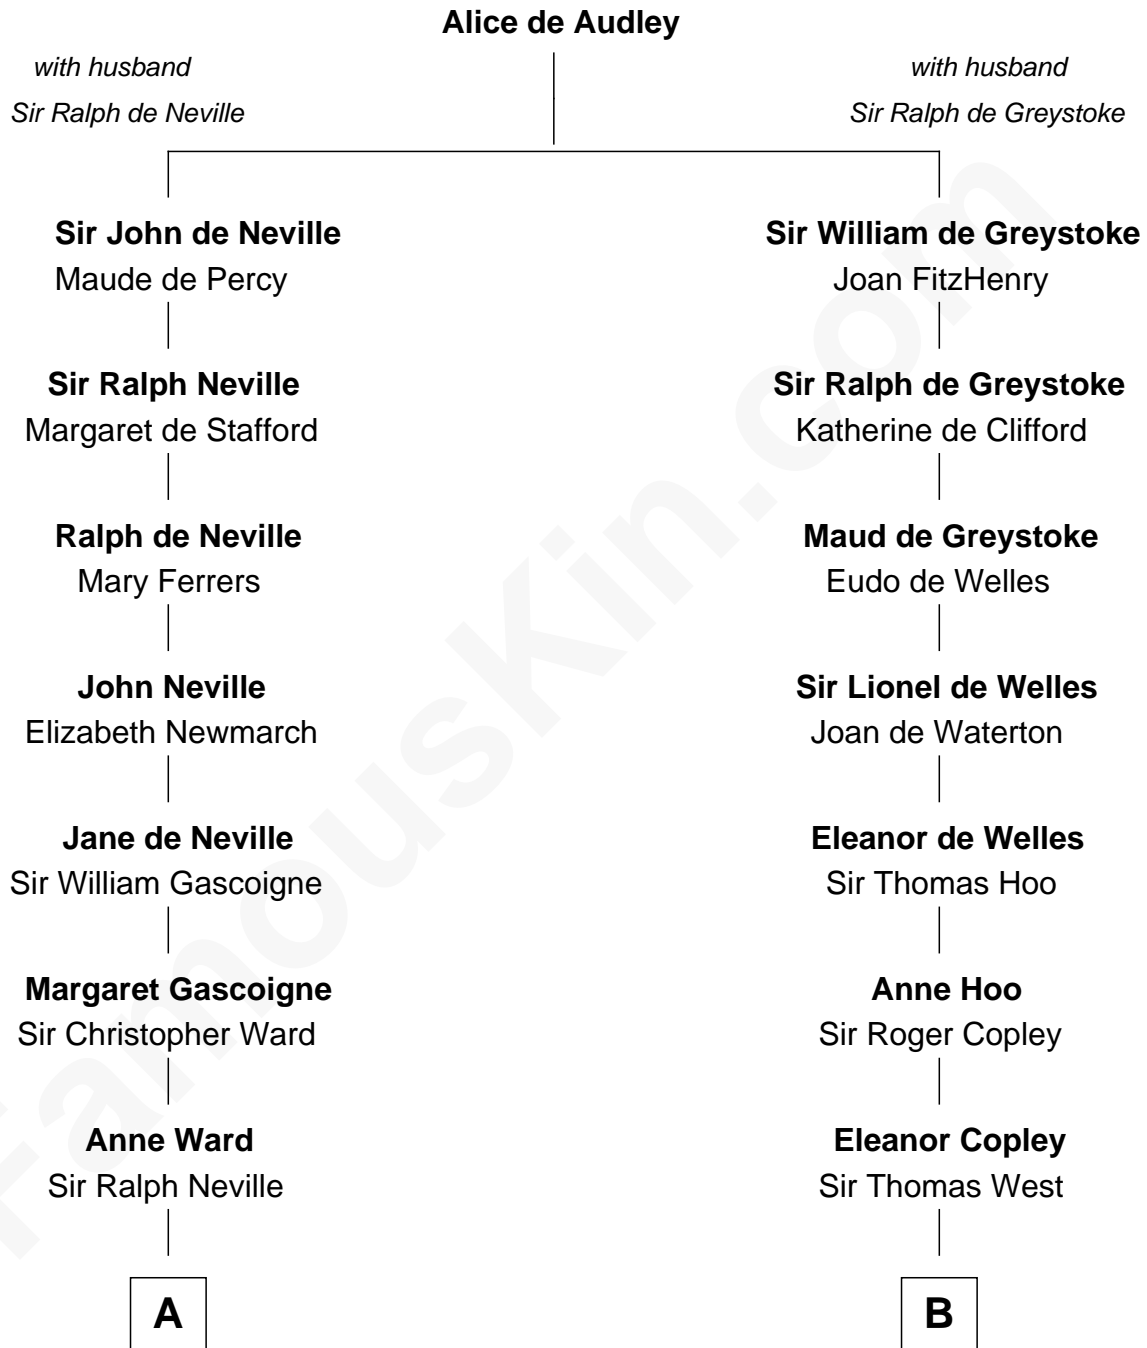 Alice de Audley
with husband
Sir Ralph de Neville
with husband
Sir Ralph de Greystoke
Sir John de Neville
Maude de Percy
Sir William de Greystoke
Joan FitzHenry
Sir Ralph Neville
Margaret de Stafford
Sir Ralph de Greystoke
Katherine de Clifford
Ralph de Neville
Mary Ferrers
Maud de Greystoke
Eudo de Welles
John Neville
Elizabeth Newmarch
Sir Lionel de Welles
Joan de Waterton
Jane de Neville
Sir William Gascoigne
Eleanor de Welles
Sir Thomas Hoo
Margaret Gascoigne
Sir Christopher Ward
Anne Hoo
Sir Roger Copley
Anne Ward
Sir Ralph Neville
Eleanor Copley
Sir Thomas West
A
B
FamousKin.com